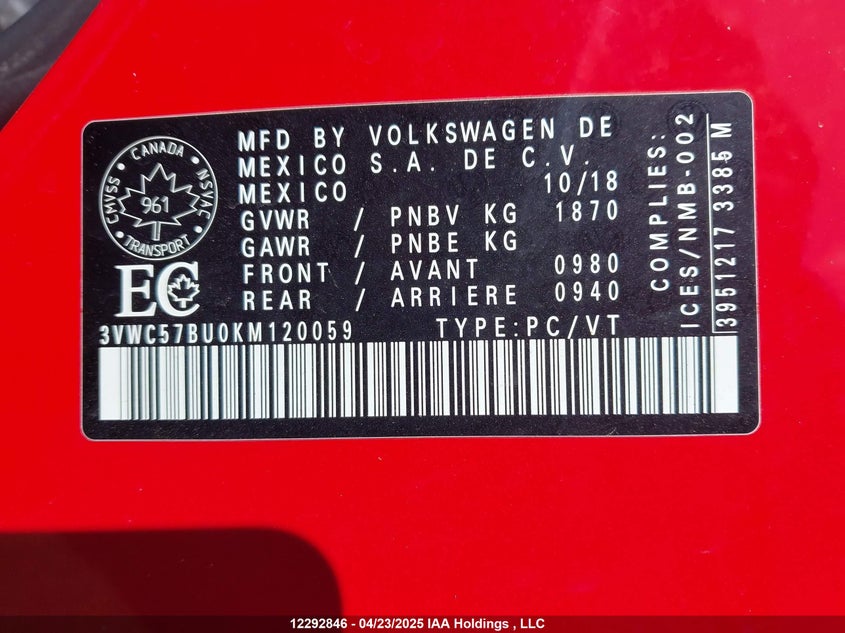 CANADA
CMVSS
NSVAC
961
TRANSPORT
EC
MFD BY VOLKSWAGEN DE
MEXICO S.A. DE C.V.
MEXICO 10/18
GVWR / PNBV KG 1870
GAWR / PNBE KG
FRONT / AVANT 0980
REAR / ARRIERE 0940
3VWC57BU0KM120059 TYPE:PC/VT
COMPLIES:
ICES/NMB-002
3951217 3385 M
12292846 - 04/23/2025 IAA Holdings , LLC